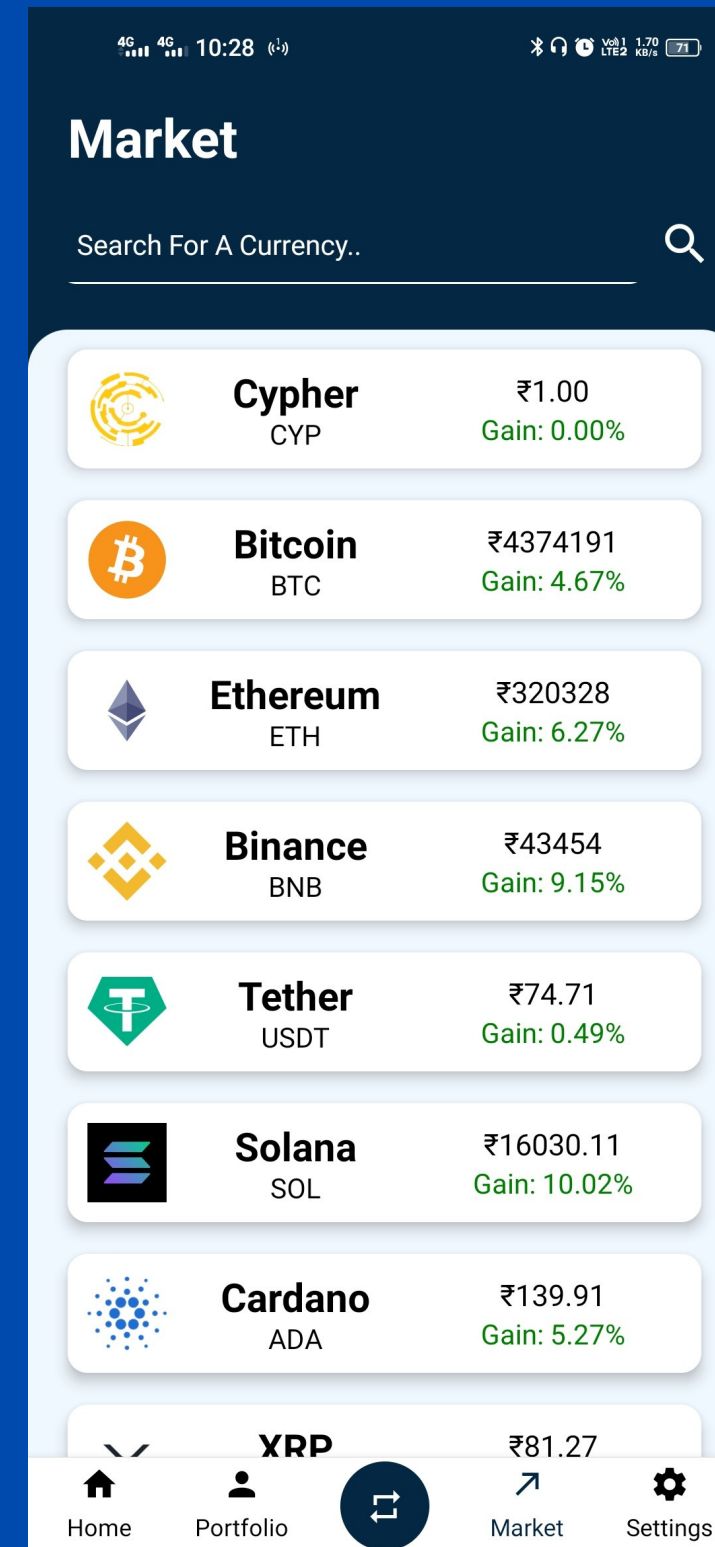 4G 4G 10:28 Vo)) 1 LTE2 1.70 KB/s 71
Market
Search For A Currency..
Cypher
CYP
₹1.00
Gain: 0.00%
Bitcoin
BTC
₹4374191
Gain: 4.67%
Ethereum
ETH
₹320328
Gain: 6.27%
Binance
BNB
₹43454
Gain: 9.15%
Tether
USDT
₹74.71
Gain: 0.49%
Solana
SOL
₹16030.11
Gain: 10.02%
Cardano
ADA
₹139.91
Gain: 5.27%
XRP
₹81.27
Home Portfolio Market Settings